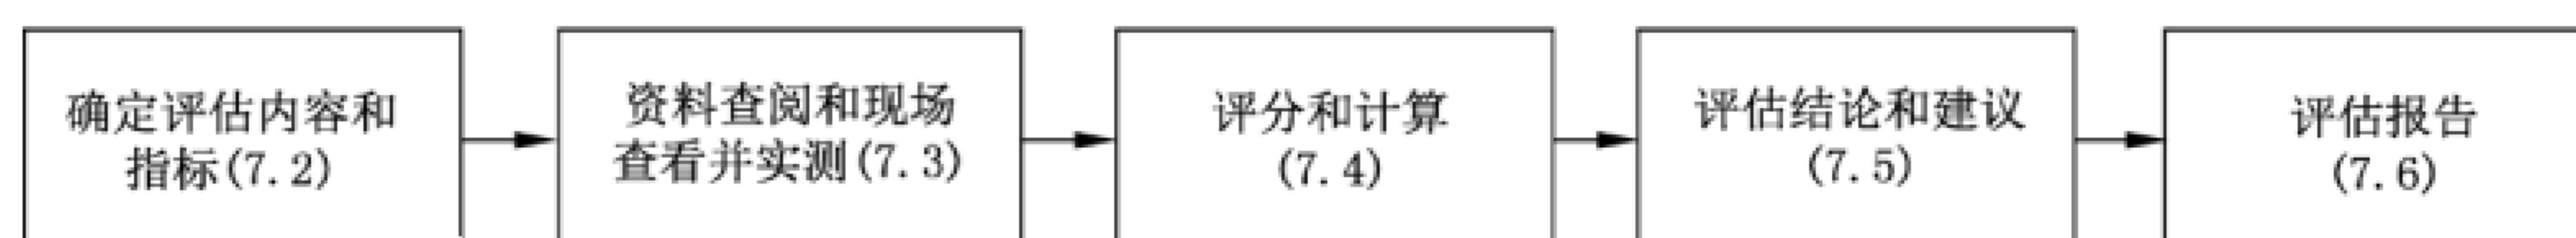 确定评估内容和
指标(7.2)
资料查阅和现场
查看并实测(7.3)
评分和计算
(7.4)
评估结论和建议
(7.5)
评估报告
(7.6)